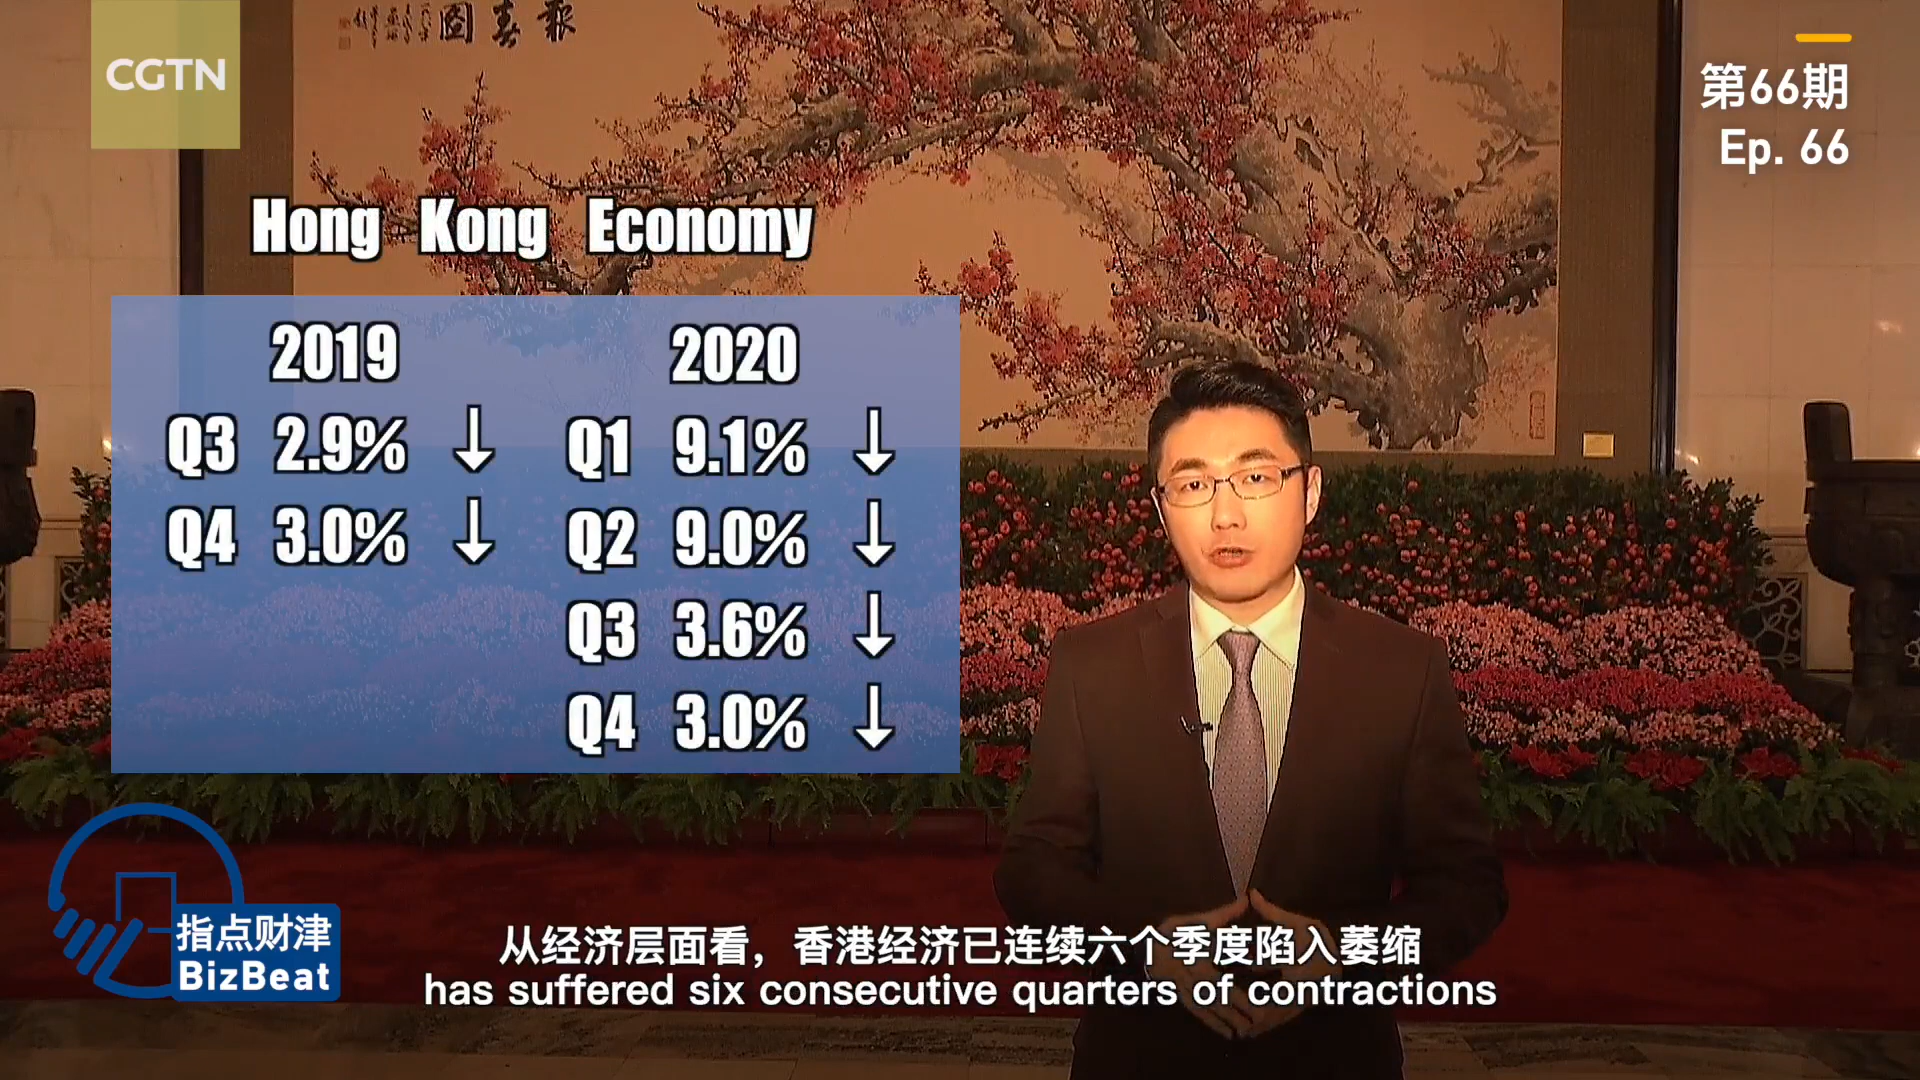 報春圖
CGTN
第66期
Ep. 66
Hong Kong Economy
2019 2020
Q3 2.9% ↓ Q1 9.1% ↓
Q4 3.0% ↓ Q2 9.0% ↓
Q3 3.6% ↓
Q4 3.0% ↓
指点财津
BizBeat
从经济层面看，香港经济已连续六个季度陷入萎缩
has suffered six consecutive quarters of contractions